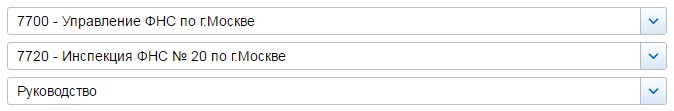 7700 - Управление ФНС по г.Москве
7720 - Инспекция ФНС № 20 по г.Москве
Руководство